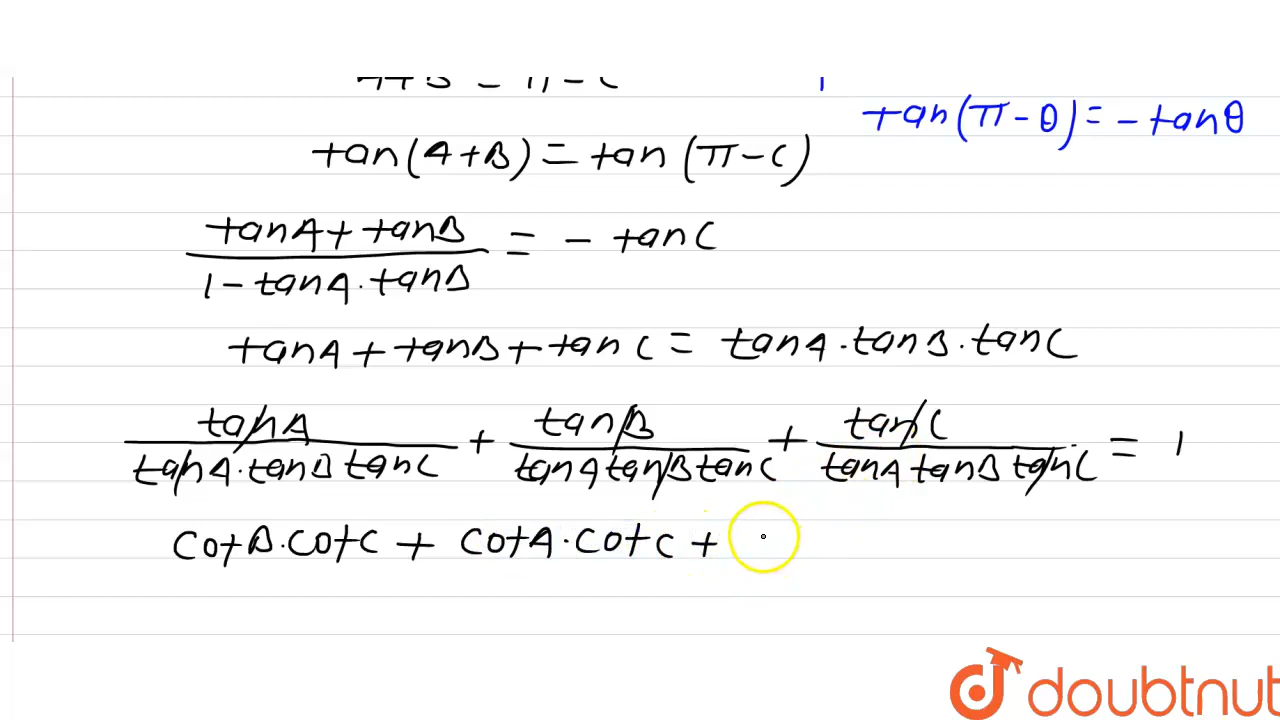 A+B = π-C
tan(π-θ) = -tanθ
tan(A+B) = tan(π-C)
tanA + tanB / 1 - tanA.tanB = - tanC
tanA + tanB + tanC = tanA.tanB.tanC
tanA / tanA.tanB tanC + tanB / tanA tanB tanC + tanC / tanA tanB tanC = 1
cotB.cotC + cotA.cotC +
doubtnut